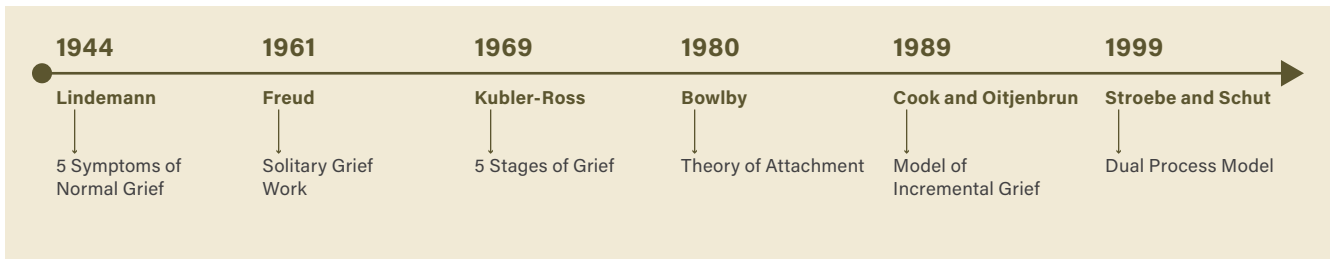 1944
1961
1969
1980
1989
1999
Lindemann
Freud
Kubler-Ross
Bowlby
Cook and Oitjenbrun
Stroebe and Schut
5 Symptoms of
Normal Grief
Solitary Grief
Work
5 Stages of Grief
Theory of Attachment
Model of
Incremental Grief
Dual Process Model